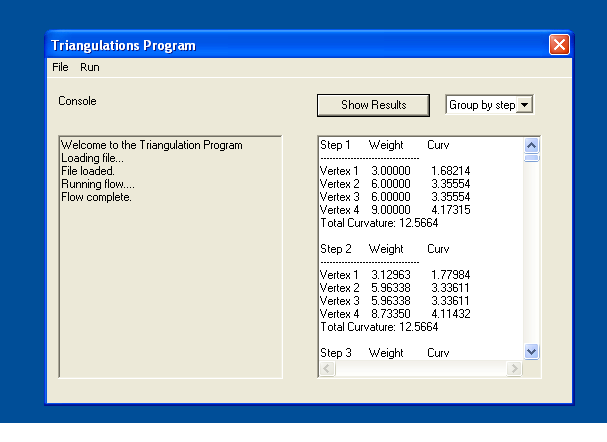 Triangulations Program
File Run
Console
Show Results
Group by step
Welcome to the Triangulation Program
Loading file...
File loaded.
Running flow....
Flow complete.
Step 1 Weight Curv
------------------------------
Vertex 1 3.00000 1.68214
Vertex 2 6.00000 3.35554
Vertex 3 6.00000 3.35554
Vertex 4 9.00000 4.17315
Total Curvature: 12.5664
Step 2 Weight Curv
------------------------------
Vertex 1 3.12963 1.77984
Vertex 2 5.96338 3.33611
Vertex 3 5.96338 3.33611
Vertex 4 8.73350 4.11432
Total Curvature: 12.5664
Step 3 Weight Curv